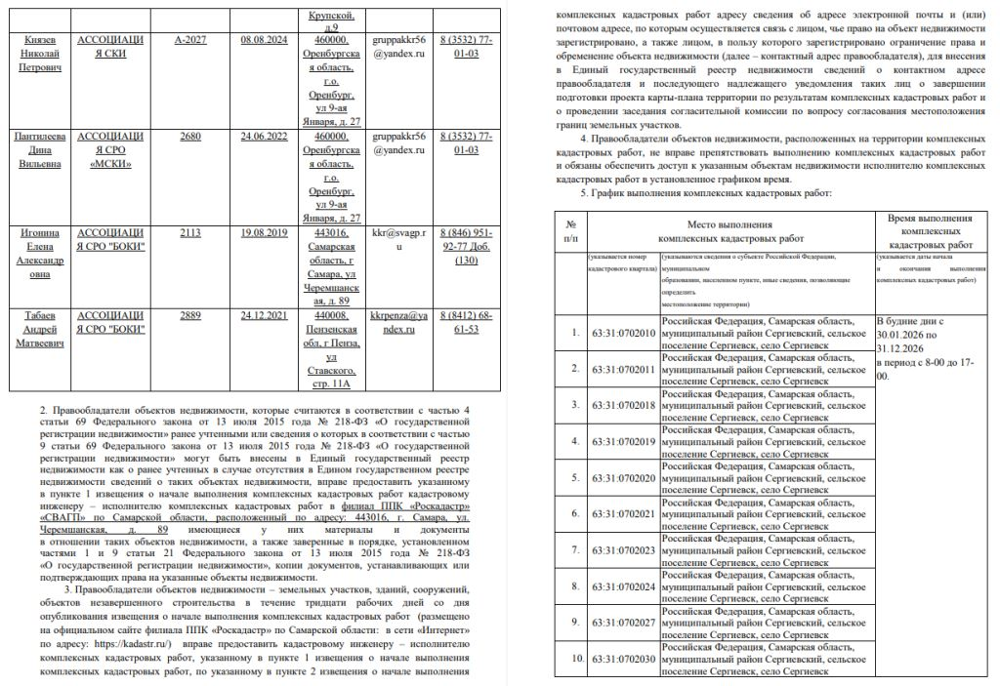 Крупской,
д.9
Князев
Николай
Петрович
АССОЦИАЦИ
Я СКИ
А-2027
08.08.2024
460000,
Оренбургска
я область,
г.о.
Оренбург,
ул 9-ая
Января, д. 27
gruppakkr56
@yandex.ru
8 (3532) 77-
01-03
Пантилеева
Дина
Вильевна
АССОЦИАЦИ
Я СРО
«МСКИ»
2680
24.06.2022
460000,
Оренбургска
я область,
г.о.
Оренбург,
ул 9-ая
Января, д. 27
gruppakkr56
@yandex.ru
8 (3532) 77-
01-03
Игонина
Елена
Александр
овна
АССОЦИАЦИ
Я СРО "БОКИ"
2113
19.08.2019
443016,
Самарская
область, г
Самара, ул
Черемшанск
ая, д. 89
kkr@svagp.r
u
8 (846) 951-
92-77 Доб.
(130)
Табаев
Андрей
Матвеевич
АССОЦИАЦИ
Я СРО "БОКИ"
2889
24.12.2021
440008,
Пензенская
обл, г Пенза,
ул
Ставского,
стр. 11А
kkrpenza@ya
ndex.ru
8 (8412) 68-
61-53
2. Правообладатели объектов недвижимости, которые считаются в соответствии с частью 4
статьи 69 Федерального закона от 13 июля 2015 года № 218-ФЗ «О государственной
регистрации недвижимости» ранее учтенными или сведения о которых в соответствии с частью
9 статьи 69 Федерального закона от 13 июля 2015 года № 218-ФЗ «О государственной
регистрации недвижимости» могут быть внесены в Единый государственный реестр
недвижимости как о ранее учтенных в случае отсутствия в Едином государственном реестре
недвижимости сведений о таких объектах недвижимости, вправе предоставить указанному
в пункте 1 извещения о начале выполнения комплексных кадастровых работ кадастровому
инженеру – исполнителю комплексных кадастровых работ в филиал ППК «Роскадастр»
«СВАГП» по Самарской области, расположенный по адресу: 443016, г. Самара, ул.
Черемшанская, д. 89 имеющиеся у них материалы и документы
в отношении таких объектов недвижимости, а также заверенные в порядке, установленном
частями 1 и 9 статьи 21 Федерального закона от 13 июля 2015 года № 218-ФЗ
«О государственной регистрации недвижимости», копии документов, устанавливающих или
подтверждающих права на указанные объекты недвижимости.
3. Правообладатели объектов недвижимости – земельных участков, зданий, сооружений,
объектов незавершенного строительства в течение тридцати рабочих дней со дня
опубликования извещения о начале выполнения комплексных кадастровых работ (размещено
на официальном сайте филиала ППК «Роскадастр» по Самарской области: в сети «Интернет»
по адресу: https://kadastr.ru/) вправе предоставить кадастровому инженеру – исполнителю
комплексных кадастровых работ, указанному в пункте 1 извещения о начале выполнения
комплексных кадастровых работ, по указанному в пункте 2 извещения о начале выполнения
комплексных кадастровых работ адресу сведения об адресе электронной почты и (или)
почтовом адресе, по которым осуществляется связь с лицом, чье право на объект недвижимости
зарегистрировано, а также лицом, в пользу которого зарегистрировано ограничение права и
обременение объекта недвижимости (далее – контактный адрес правообладателя), для внесения
в Единый государственный реестр недвижимости сведений о контактном адресе
правообладателя и последующего надлежащего уведомления таких лиц о завершении
подготовки проекта карты-плана территории по результатам комплексных кадастровых работ и
о проведении заседания согласительной комиссии по вопросу согласования местоположения
границ земельных участков.
4. Правообладатели объектов недвижимости, расположенных на территории комплексных
кадастровых работ, не вправе препятствовать выполнению комплексных кадастровых работ
и обязаны обеспечить доступ к указанным объектам недвижимости исполнителю комплексных
кадастровых работ в установленное графиком время.
5. График выполнения комплексных кадастровых работ:
№
п/п
Место выполнения
комплексных кадастровых работ
Время выполнения
комплексных
кадастровых работ
(указывается номер
кадастрового квартала)
(указываются сведения о субъекте Российской Федерации,
муниципальном
образовании, населенном пункте, иные сведения, позволяющие
определить
местоположение территории)
(указывается даты начала
и окончания выполнения
комплексных кадастровых работ)
1. 63:31:0702010
Российская Федерация, Самарская область,
муниципальный район Сергиевский, сельское
поселение Сергиевск, село Сергиевск
В будние дни с
30.01.2026 по
31.12.2026
в период с 8-00 до 17-
00.
2. 63:31:0702011
Российская Федерация, Самарская область,
муниципальный район Сергиевский, сельское
поселение Сергиевск, село Сергиевск
3. 63:31:0702018
Российская Федерация, Самарская область,
муниципальный район Сергиевский, сельское
поселение Сергиевск, село Сергиевск
4. 63:31:0702019
Российская Федерация, Самарская область,
муниципальный район Сергиевский, сельское
поселение Сергиевск, село Сергиевск
5. 63:31:0702020
Российская Федерация, Самарская область,
муниципальный район Сергиевский, сельское
поселение Сергиевск, село Сергиевск
6. 63:31:0702021
Российская Федерация, Самарская область,
муниципальный район Сергиевский, сельское
поселение Сергиевск, село Сергиевск
7. 63:31:0702023
Российская Федерация, Самарская область,
муниципальный район Сергиевский, сельское
поселение Сергиевск, село Сергиевск
8. 63:31:0702024
Российская Федерация, Самарская область,
муниципальный район Сергиевский, сельское
поселение Сергиевск, село Сергиевск
9. 63:31:0702027
Российская Федерация, Самарская область,
муниципальный район Сергиевский, сельское
поселение Сергиевск, село Сергиевск
10. 63:31:0702030
Российская Федерация, Самарская область,
муниципальный район Сергиевский, сельское
поселение Сергиевск, село Сергиевск